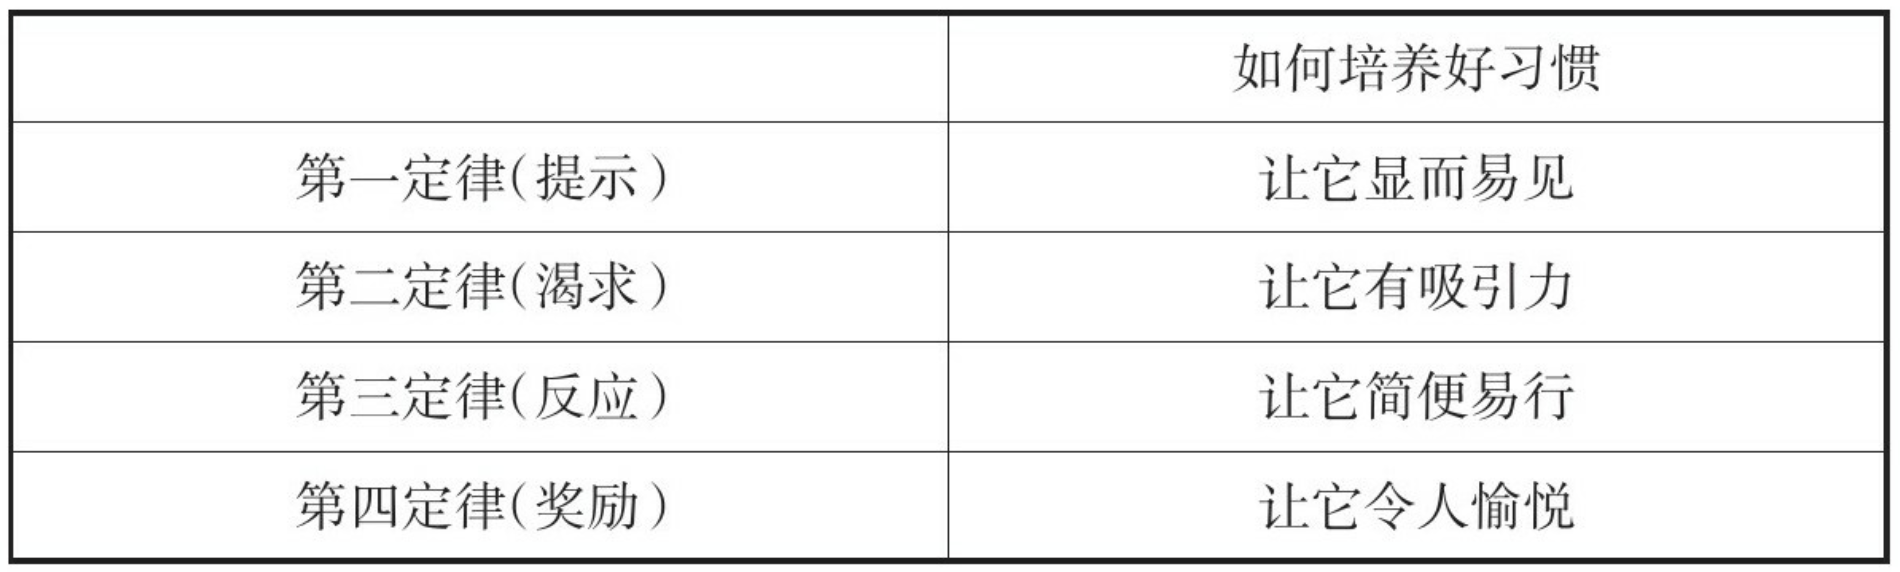 如何培养好习惯
第一定律(提示) 让它显而易见
第二定律(渴求) 让它有吸引力
第三定律(反应) 让它简便易行
第四定律(奖励) 让它令人愉悦